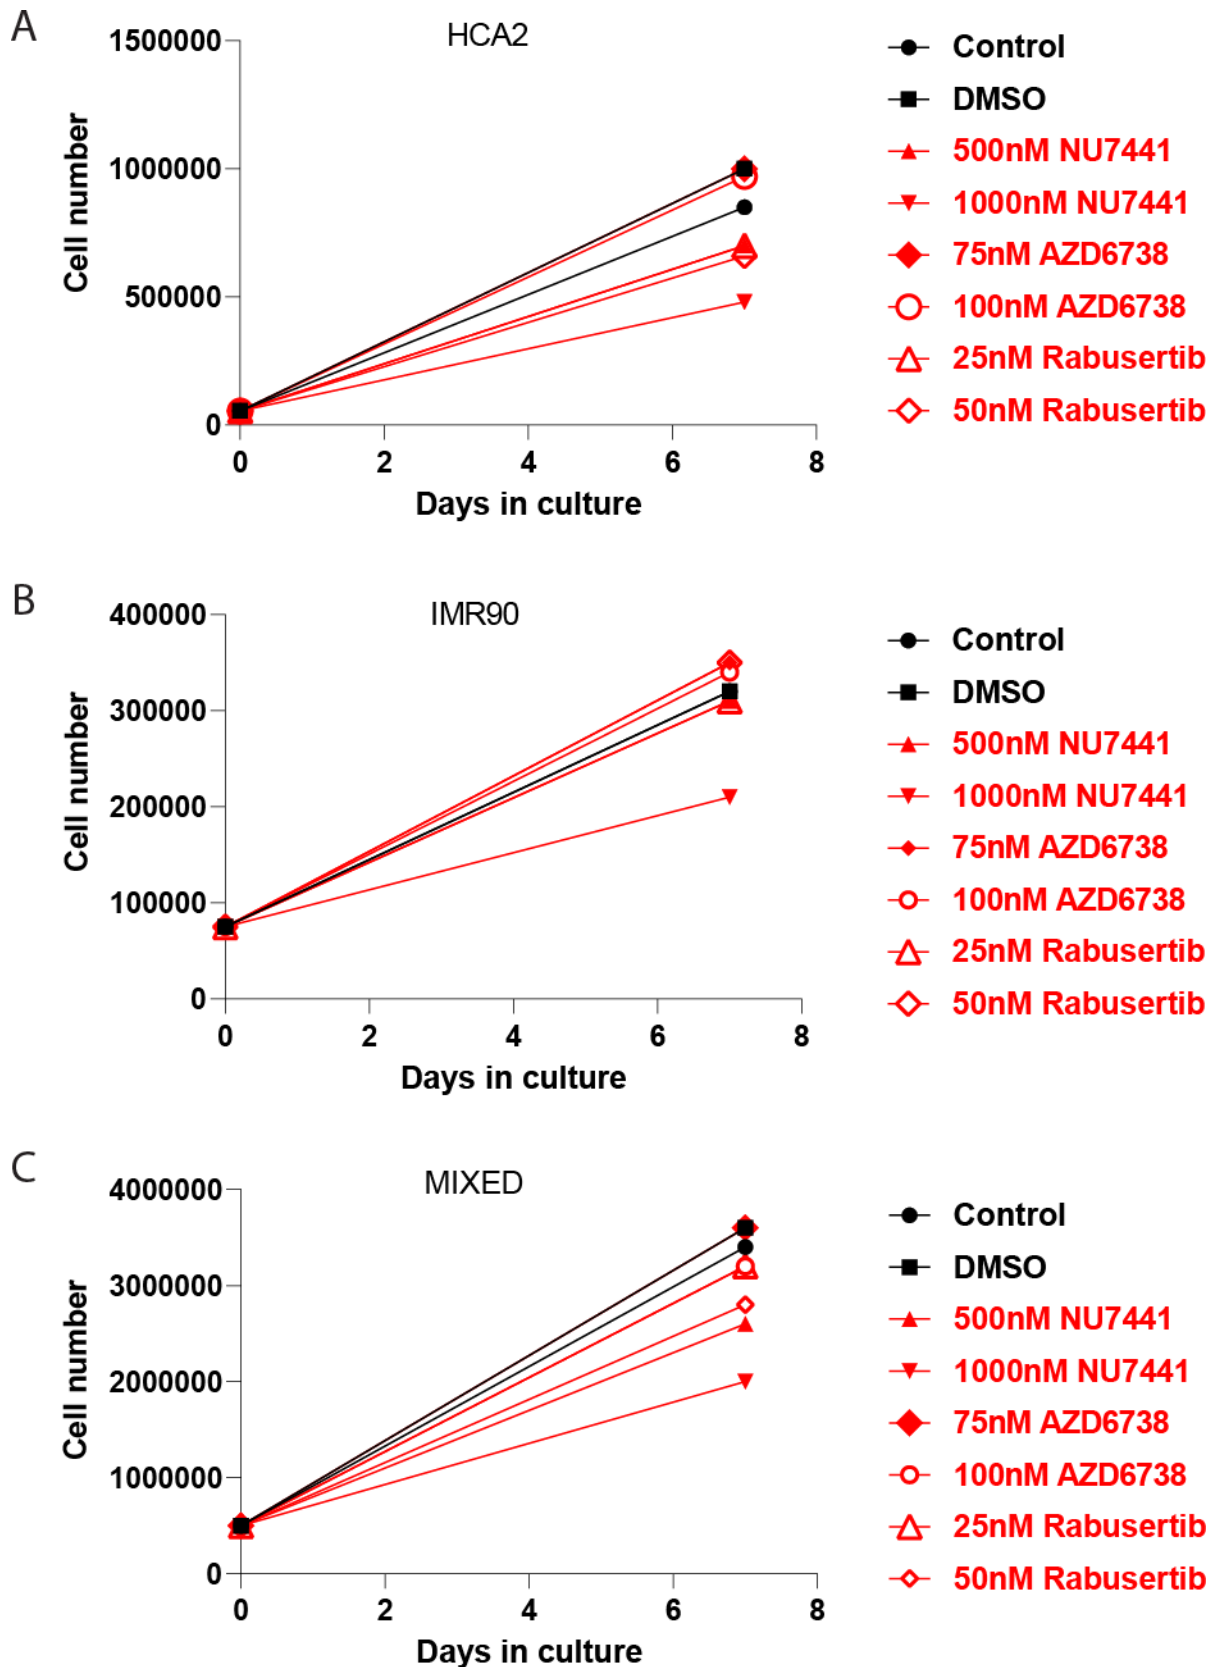 A
HCA2
1500000
1000000
500000
0
Cell number
0 2 4 6 8
Days in culture
Control
DMSO
500nM NU7441
1000nM NU7441
75nM AZD6738
100nM AZD6738
25nM Rabusertib
50nM Rabusertib
B
IMR90
400000
300000
200000
100000
0
Cell number
0 2 4 6 8
Days in culture
Control
DMSO
500nM NU7441
1000nM NU7441
75nM AZD6738
100nM AZD6738
25nM Rabusertib
50nM Rabusertib
C
MIXED
4000000
3000000
2000000
1000000
0
Cell number
0 2 4 6 8
Days in culture
Control
DMSO
500nM NU7441
1000nM NU7441
75nM AZD6738
100nM AZD6738
25nM Rabusertib
50nM Rabusertib